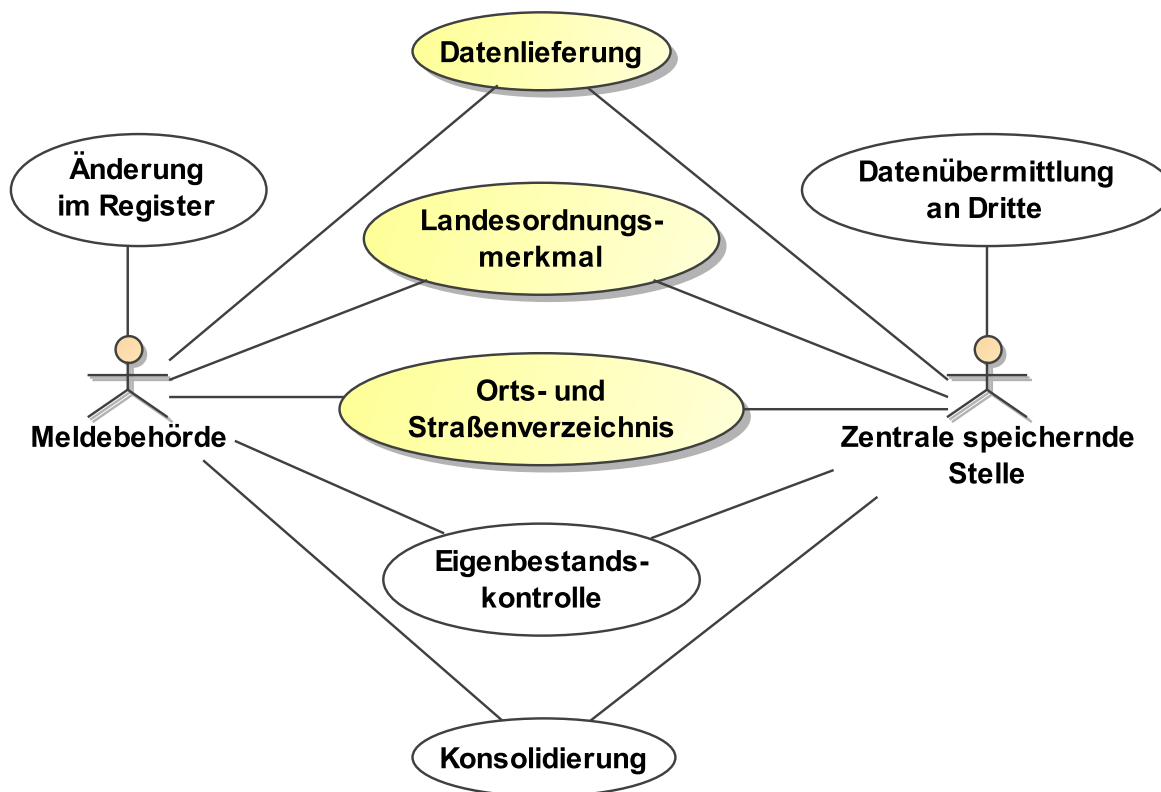 Datenlieferung
Änderung
im Register
Datenübermittlung
an Dritte
Landesordnungs-
merkmal
Orts- und
Straßenverzeichnis
Meldebehörde
Zentrale speichernde
Stelle
Eigenbestands-
kontrolle
Konsolidierung